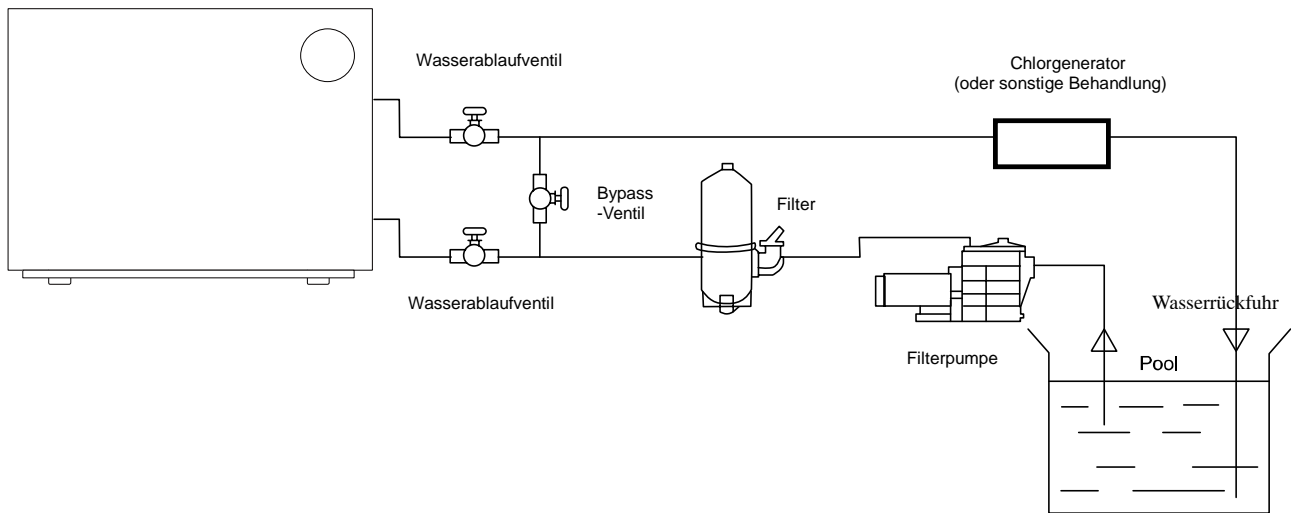 Wasserablaufventil
Chlorgenerator
(oder sonstige Behandlung)
Bypass
-Ventil
Filter
Wasserablaufventil
Wasserrückfuhr
Filterpumpe
Pool